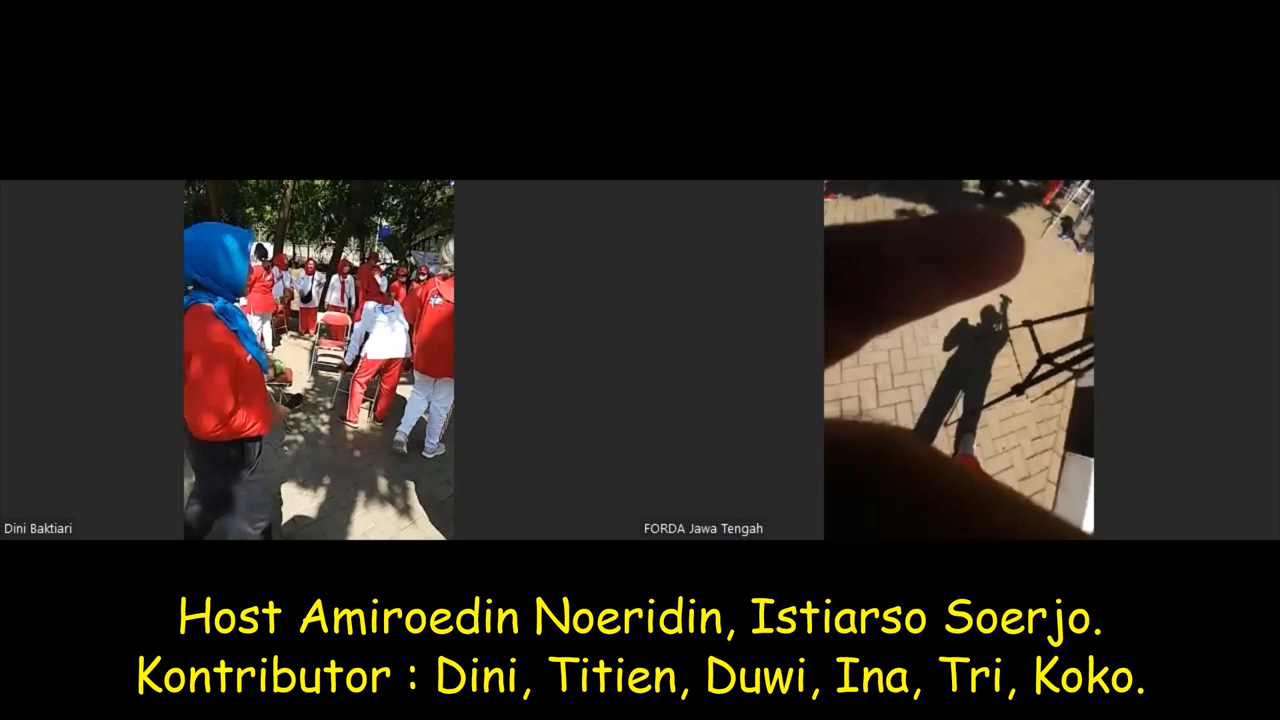 Dini Baktiari
FORDA Jawa Tengah
Host Amiroedin Noeridin, Istiarso Soerjo.
Kontributor : Dini, Titien, Duwi, Ina, Tri, Koko.